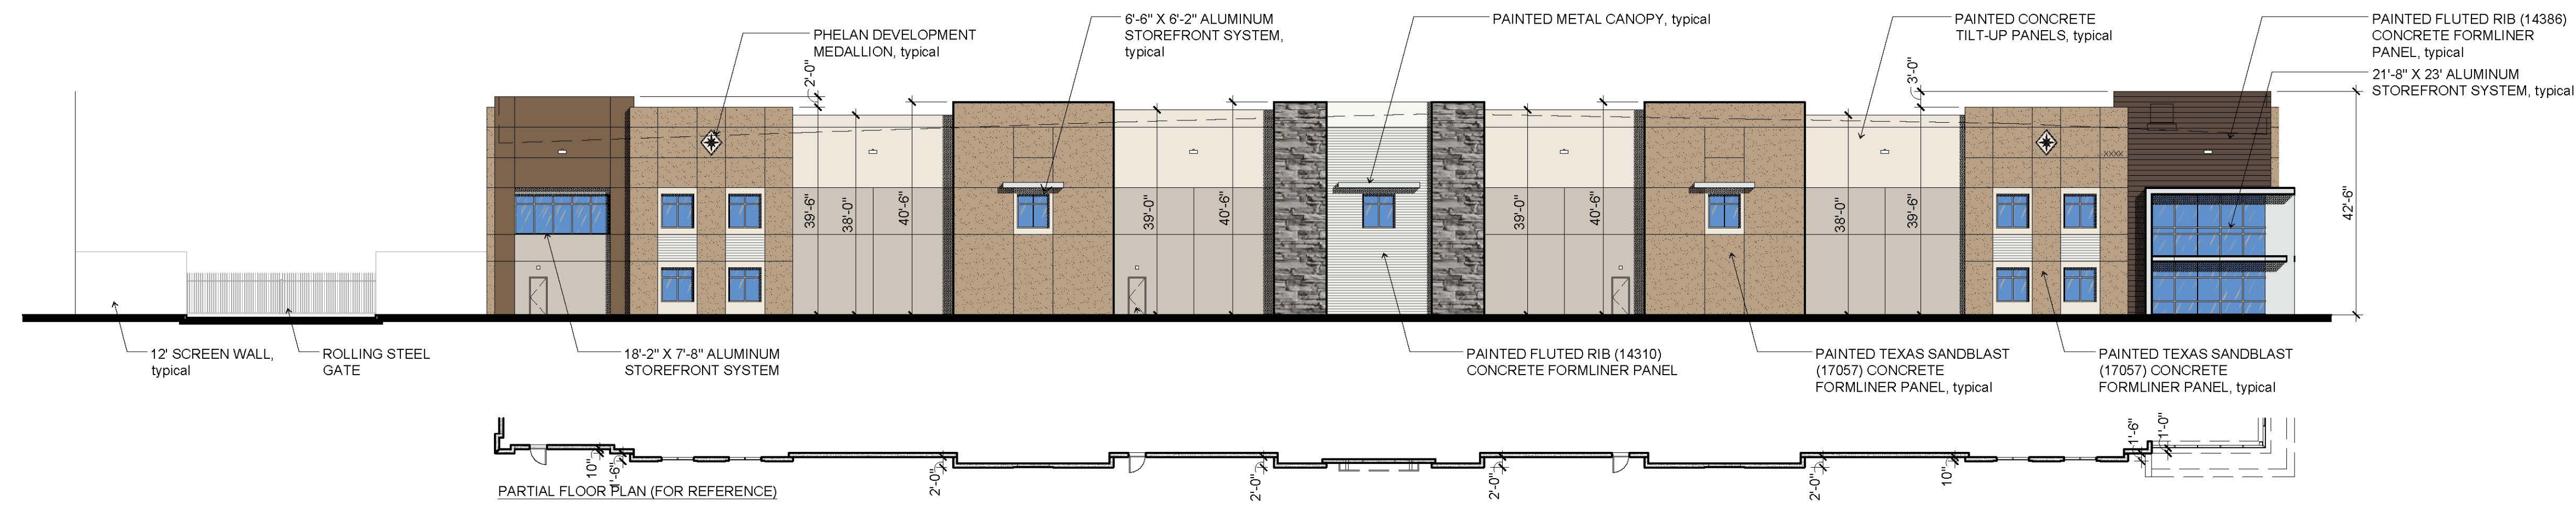 PHELAN DEVELOPMENT
MEDALLION, typical
6'-6" X 6'-2" ALUMINUM
STOREFRONT SYSTEM,
typical
PAINTED METAL CANOPY, typical
PAINTED CONCRETE
TILT-UP PANELS, typical
PAINTED FLUTED RIB (14386)
CONCRETE FORMLINER
PANEL, typical
21'-8" X 23' ALUMINUM
STOREFRONT SYSTEM, typical
2'-0"
3'-0"
39'-6"
38'-0"
40'-6"
39'-0"
40'-6"
39'-0"
40'-6"
38'-0"
39'-6"
42'-6"
12' SCREEN WALL,
typical
ROLLING STEEL
GATE
18'-2" X 7'-8" ALUMINUM
STOREFRONT SYSTEM
PAINTED FLUTED RIB (14310)
CONCRETE FORMLINER PANEL
PAINTED TEXAS SANDBLAST
(17057) CONCRETE
FORMLINER PANEL, typical
PAINTED TEXAS SANDBLAST
(17057) CONCRETE
FORMLINER PANEL, typical
10"
1'-6"
2'-0"
2'-0"
2'-0"
2'-0"
10"
1'-6"
1'-0"
PARTIAL FLOOR PLAN (FOR REFERENCE)